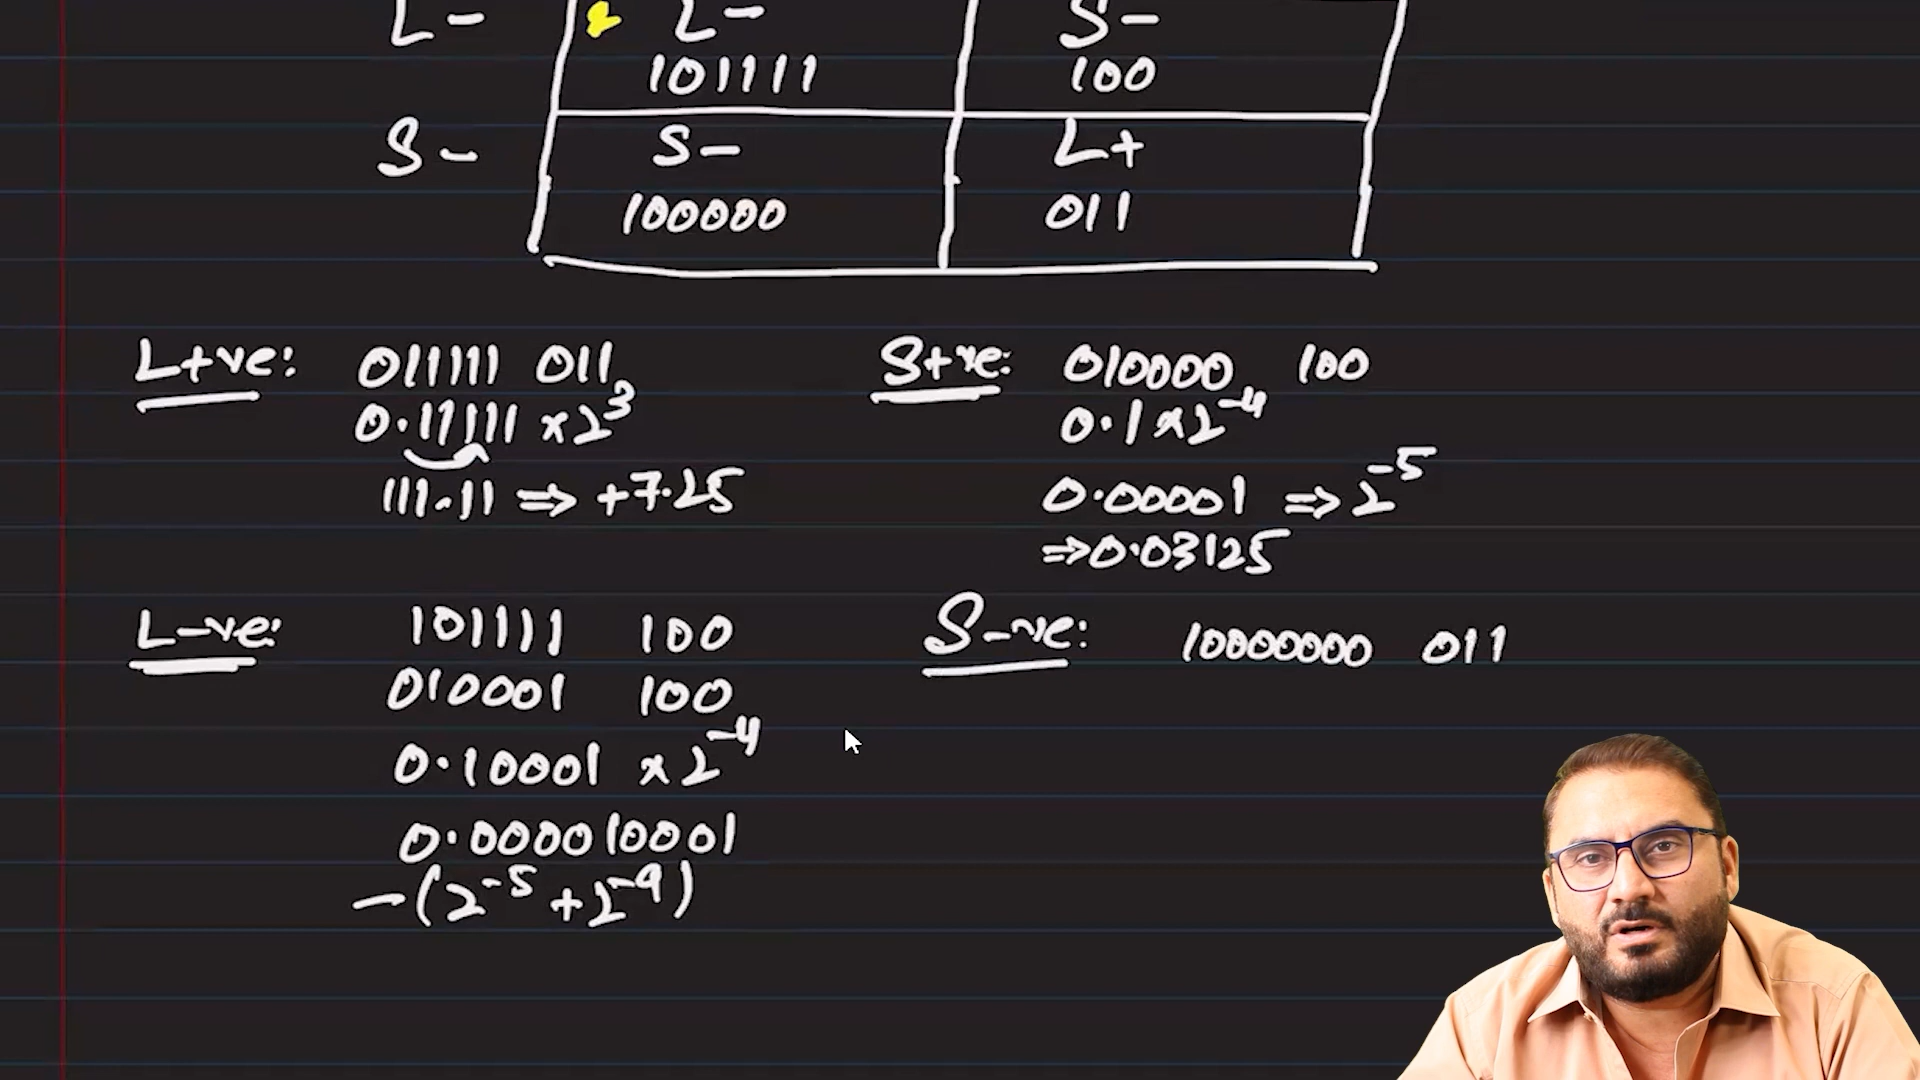 L - L - S -
101111 100
S - S - L+
100000 011
L+ve: 011111 011
0.11111 × 2^3
111.11 ⇒ +7.25
S+ve: 010000 100
0.1 × 2^-4
0.00001 ⇒ 2^-5
⇒ 0.03125
L-ve: 101111 100
010001 100
0.10001 × 2^-4
0.000010001
-(2^-5 + 2^-9)
S-ve: 10000000 011